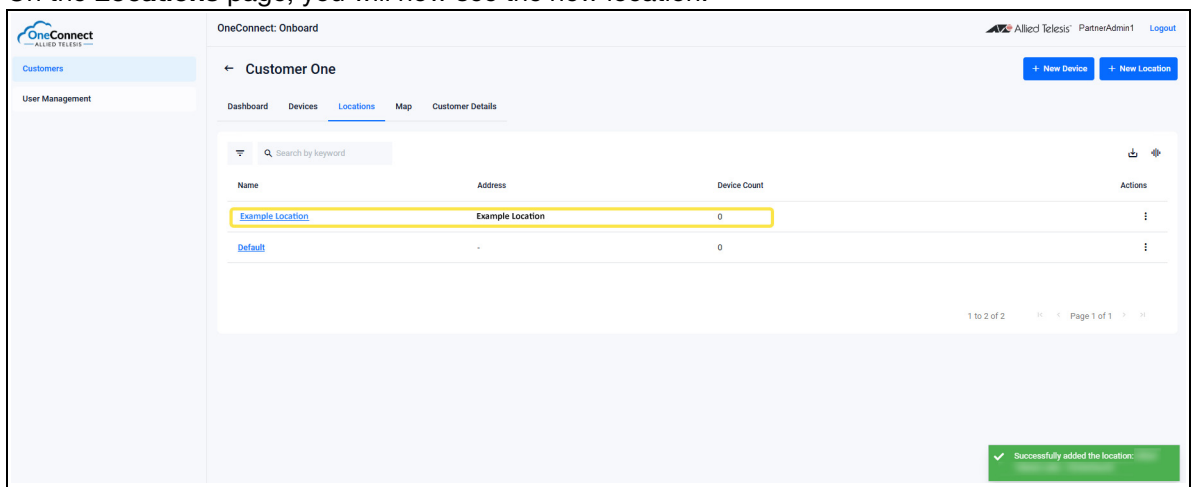 On the Locations page, you will now see the new location.
OneConnect
ALLIED TELESIS
OneConnect: Onboard
Allied Telesis PartnerAdmin1 Logout
Customers
User Management
← Customer One
+ New Device + New Location
Dashboard Devices Locations Map Customer Details
Search by keyword
Name Address Device Count Actions
Example Location Example Location 0
Default - 0
1 to 2 of 2 Page 1 of 1
Successfully added the location: